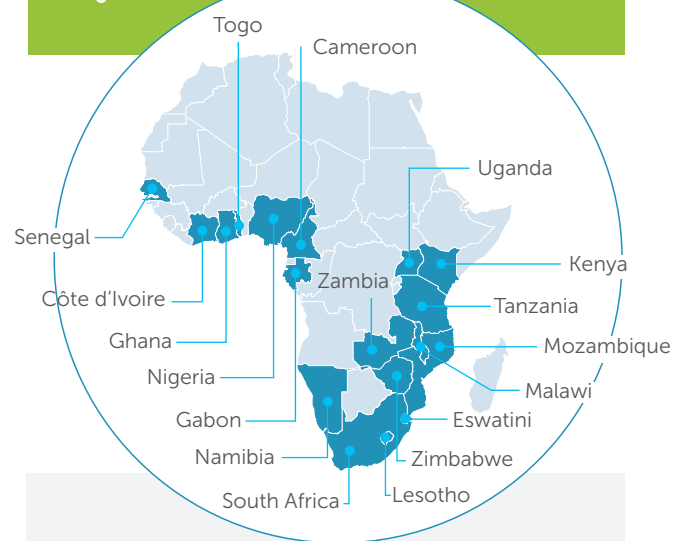 Togo
Cameroon
Uganda
Senegal
Kenya
Zambia
Côte d’Ivoire
Tanzania
Ghana
Mozambique
Nigeria
Malawi
Gabon
Eswatini
Namibia
Zimbabwe
South Africa
Lesotho